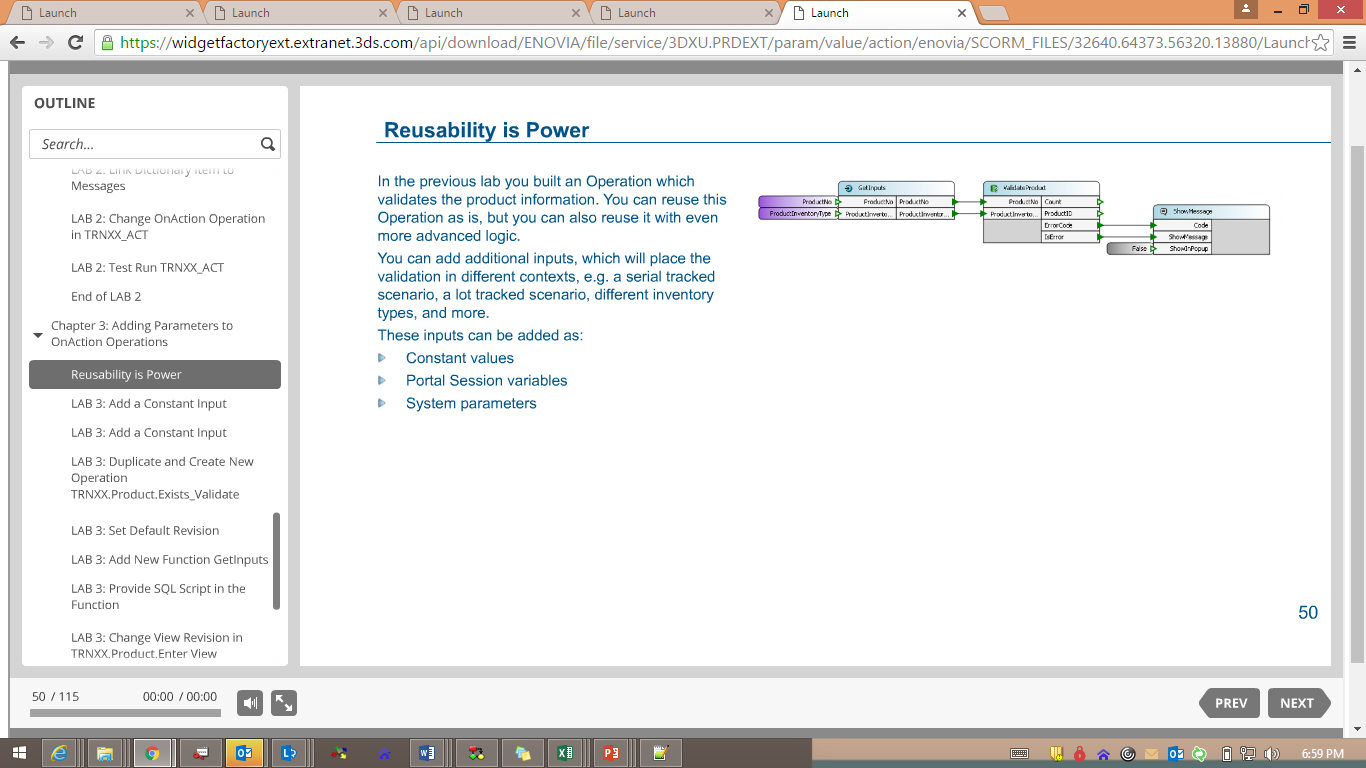 Launch
Launch
Launch
Launch
Launch
https://widgetfactoryext.extranet.3ds.com/api/download/ENOVIA/file/service/3DXU.PRDEXT/param/value/action/enovia/SCORM_FILES/32640.64373.56320.13880/Launch
OUTLINE
Search...
LAB 2: Link Dictionary Item to
Messages
LAB 2: Change OnAction Operation
in TRNXX_ACT
LAB 2: Test Run TRNXX_ACT
End of LAB 2
Chapter 3: Adding Parameters to
OnAction Operations
Reusability is Power
LAB 3: Add a Constant Input
LAB 3: Add a Constant Input
LAB 3: Duplicate and Create New
Operation
TRNXX.Product.Exists_Validate
LAB 3: Set Default Revision
LAB 3: Add New Function GetInputs
LAB 3: Provide SQL Script in the
Function
LAB 3: Change View Revision in
TRNXX.Product.Enter View
Reusability is Power
In the previous lab you built an Operation which
validates the product information. You can reuse this
Operation as is, but you can also reuse it with even
more advanced logic.
You can add additional inputs, which will place the
validation in different contexts, e.g. a serial tracked
scenario, a lot tracked scenario, different inventory
types, and more.
These inputs can be added as:
Constant values
Portal Session variables
System parameters
GetInputs
ProductNo ProductNo ProductNo
ProductInventoryType ProductInvento... ProductInventor...
ValidateProduct
ProductNo Count
ProductInvento... ProductID
ErrorCode
IsError
ShowMessage
Code
ShowMessage
False ShowInPopup
50
50 / 115 00:00 / 00:00
PREV NEXT
6:59 PM